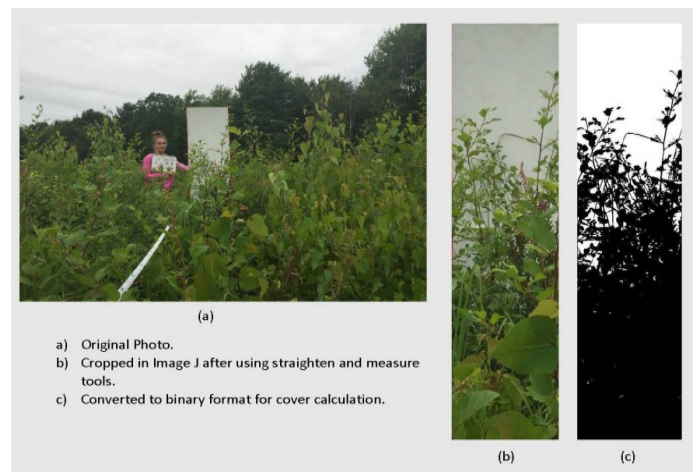 (a)
a) Original Photo.
b) Cropped in Image J after using straighten and measure
tools.
c) Converted to binary format for cover calculation.
(b)
(c)